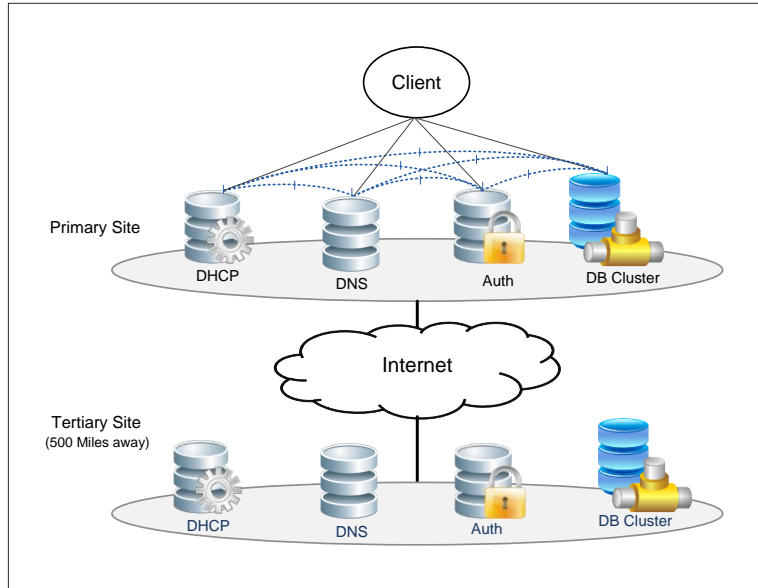 Client
Primary Site
DHCP
DNS
Auth
DB Cluster
Internet
Tertiary Site
(500 Miles away)
DHCP
DNS
Auth
DB Cluster